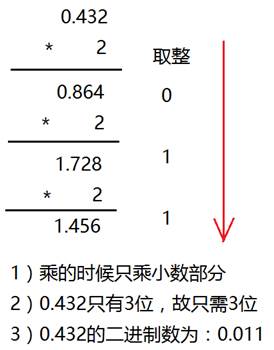 0.432
* 2
取整
0.864 0
* 2
1.728 1
* 2
1.456 1
1）乘的时候只乘小数部分
2）0.432只有3位，故只需3位
3）0.432的二进制数为：0.011